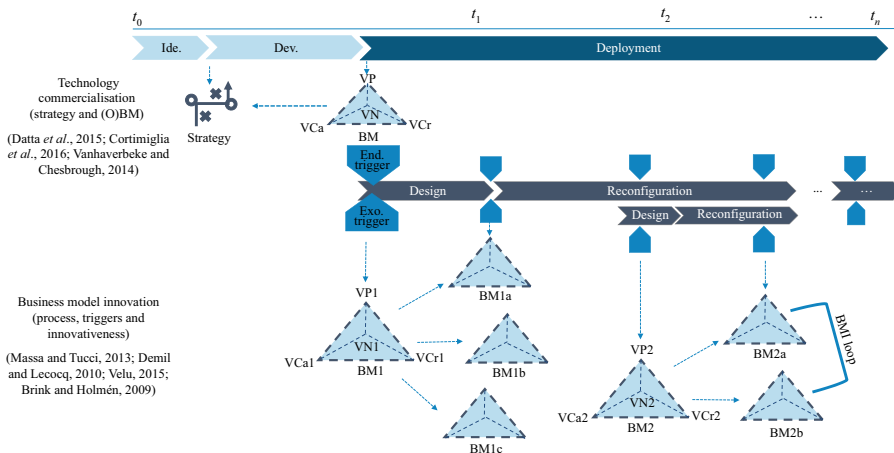 t0 t1 t2 … tn
Ide. Dev. Deployment
Technology
commercialisation
(strategy and (O)BM)
(Datta et al., 2015; Cortimiglia
et al., 2016; Vanhaverbeke and
Chesbrough, 2014)
Strategy
VP
VN
VCa VCr
BM
End.
trigger
Design Reconfiguration ... ...
Exo.
trigger
Design Reconfiguration
BM1a
VP1
VN1
VCa1 VCr1
BM1
BM1b
BM1c
Business model innovation
(process, triggers and
innovativeness)
(Massa and Tucci, 2013; Demil
and Lecocq, 2010; Velu, 2015;
Brink and Holmén, 2009)
VP2
VN2
VCa2 VCr2
BM2
BM2a
BM2b
BMI loop